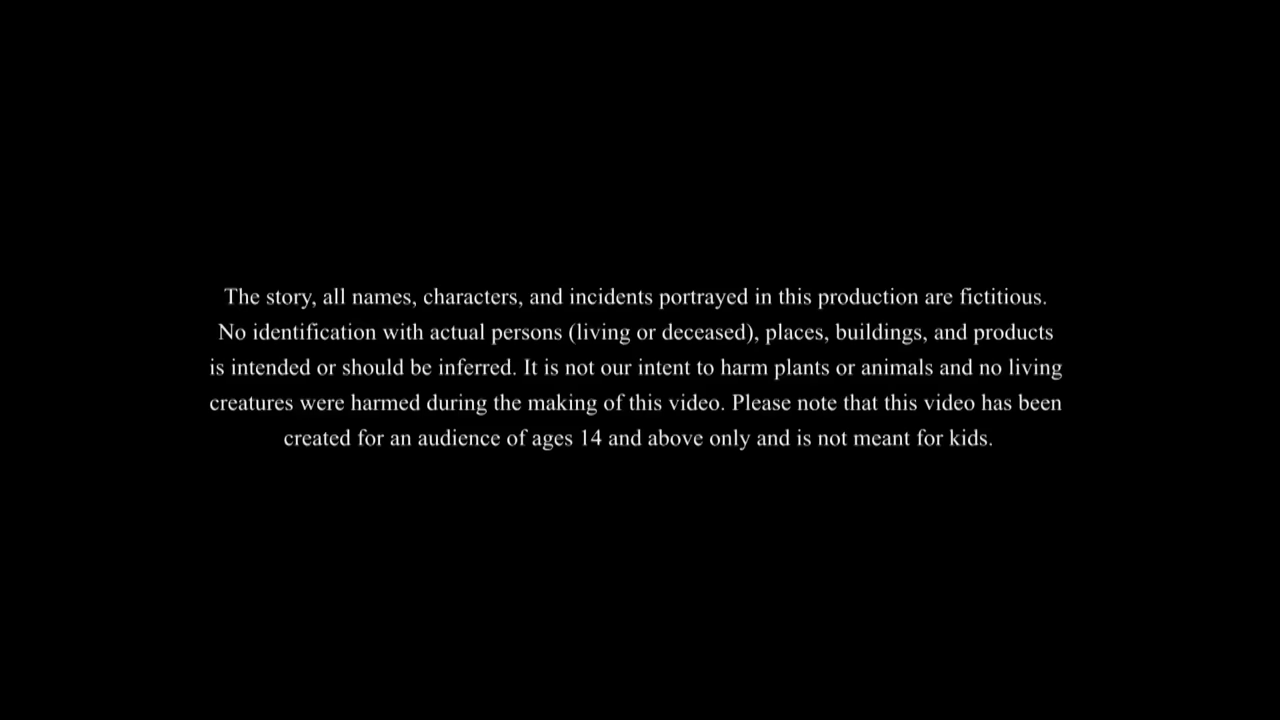 The story, all names, characters, and incidents portrayed in this production are fictitious.
No identification with actual persons (living or deceased), places, buildings, and products
is intended or should be inferred. It is not our intent to harm plants or animals and no living
creatures were harmed during the making of this video. Please note that this video has been
created for an audience of ages 14 and above only and is not meant for kids.